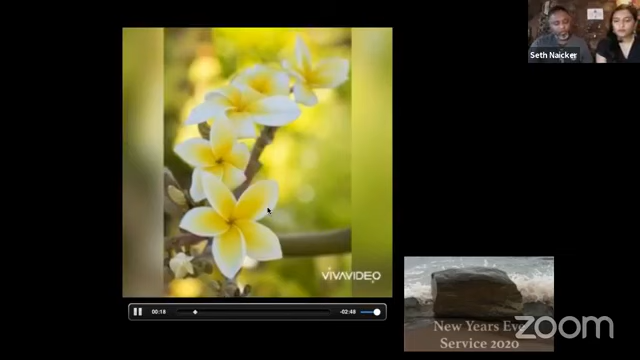 Seth Naicker
VIVAVIDEO
00:18
-02:48
New Years Eve
Service 2020
zoom